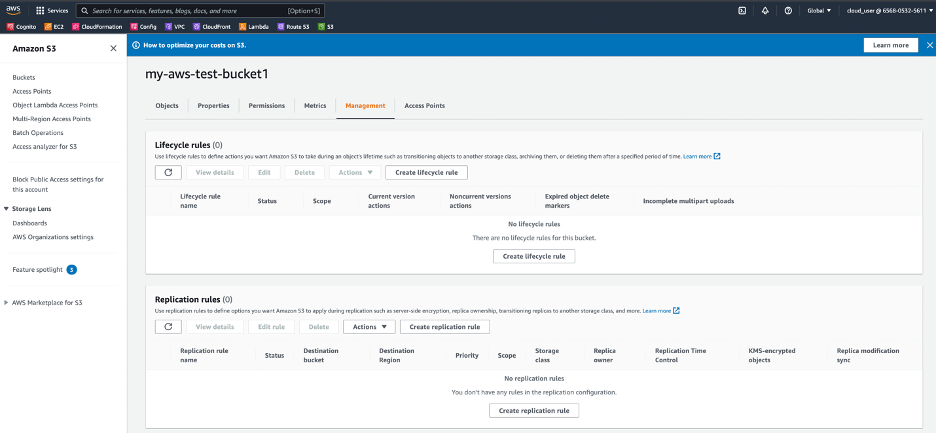 aws
Services
Search for services, features, blogs, docs, and more [Option+S]
Global
cloud_user @ 6568-0532-5611
Cognito EC2 CloudFormation Config VPC CloudFront Lambda Route 53 S3
Amazon S3
Buckets
Access Points
Object Lambda Access Points
Multi-Region Access Points
Batch Operations
Access analyzer for S3
Block Public Access settings for
this account
Storage Lens
Dashboards
AWS Organizations settings
Feature spotlight 3
AWS Marketplace for S3
How to optimize your costs on S3.
Learn more
my-aws-test-bucket1
Objects Properties Permissions Metrics Management Access Points
Lifecycle rules (0)
Use lifecycle rules to define actions you want Amazon S3 to take during an object's lifetime such as transitioning objects to another storage class, archiving them, or deleting them after a specified period of time. Learn more
View details Edit Delete Actions Create lifecycle rule
Lifecycle rule
name
Status
Scope
Current version
actions
Noncurrent versions
actions
Expired object delete
markers
Incomplete multipart uploads
No lifecycle rules
There are no lifecycle rules for this bucket.
Create lifecycle rule
Replication rules (0)
Use replication rules to define options you want Amazon S3 to apply during replication such as server-side encryption, replica ownership, transitioning replicas to another storage class, and more. Learn more
View details Edit rule Delete Actions Create replication rule
Replication rule
name
Status
Destination
bucket
Destination
Region
Priority
Scope
Storage
class
Replica
owner
Replication Time
Control
KMS-encrypted
objects
Replica modification
sync
No replication rules
You don't have any rules in the replication configuration.
Create replication rule